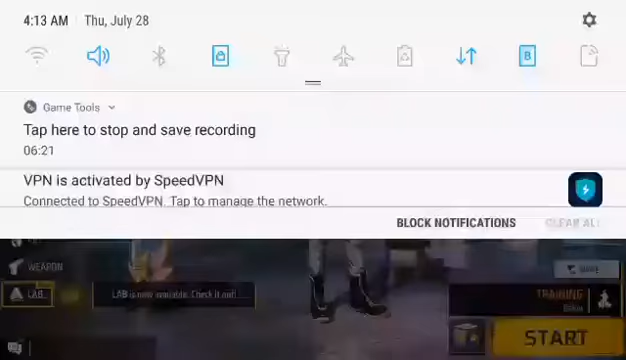 4:13 AM Thu, July 28
Game Tools
Tap here to stop and save recording
06:21
VPN is activated by SpeedVPN
Connected to SpeedVPN. Tap to manage the network.
BLOCK NOTIFICATIONS CLEAR ALL
WEAPON
LAB
LAB is now available. Check it out!
TRAINING
START